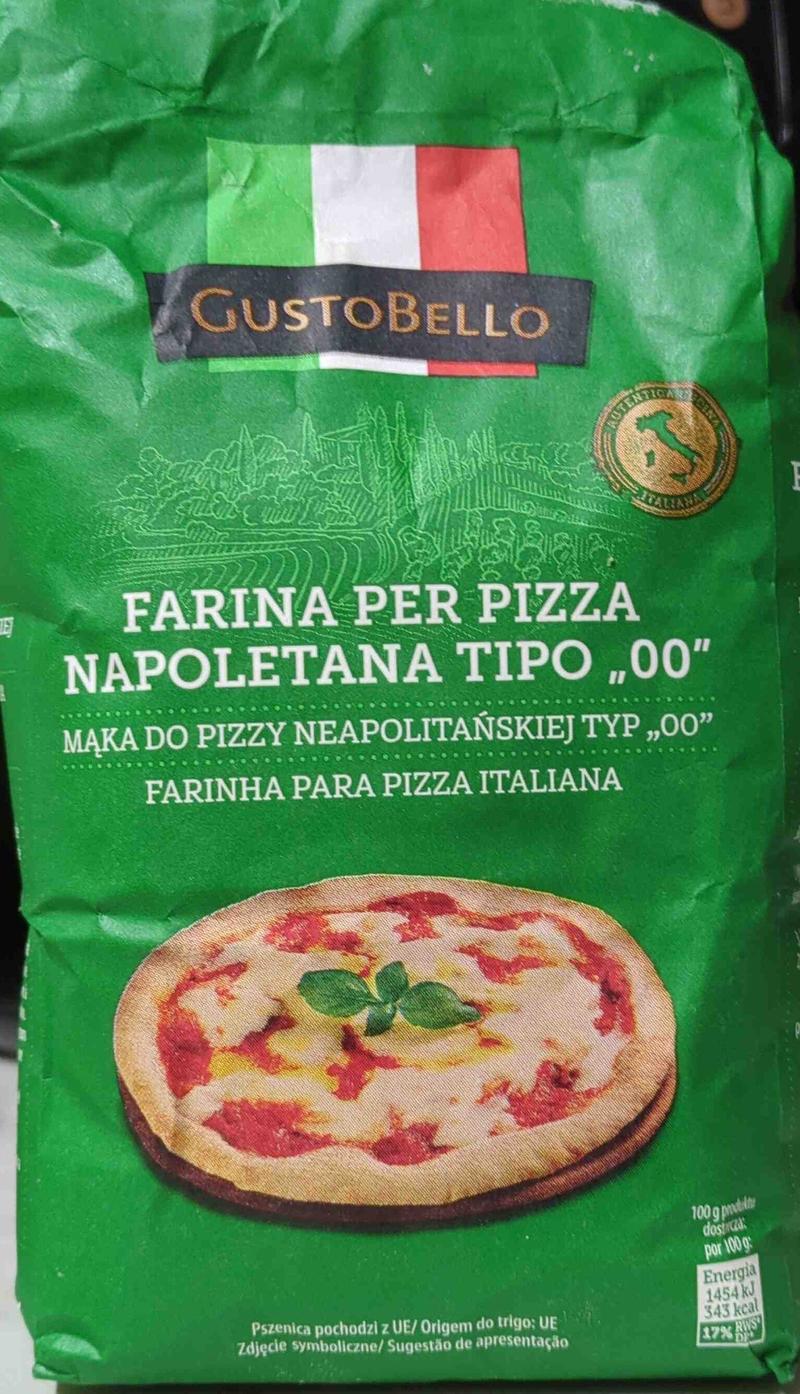 GUSTOBELLO
ITALIANA
FARINA PER PIZZA
NAPOLETANA TIPO „00"
MĄKA DO PIZZY NEAPOLITAŃSKIEJ TYP „00”
FARINHA PARA PIZZA ITALIANA
100 g produktu
dostarcza:
por 100 g:
Energia
1454 kJ
343 kcal
17%
Pszenica pochodzi z UE/ Origem do trigo: UE
Zdjęcie symboliczne/ Sugestão de apresentação